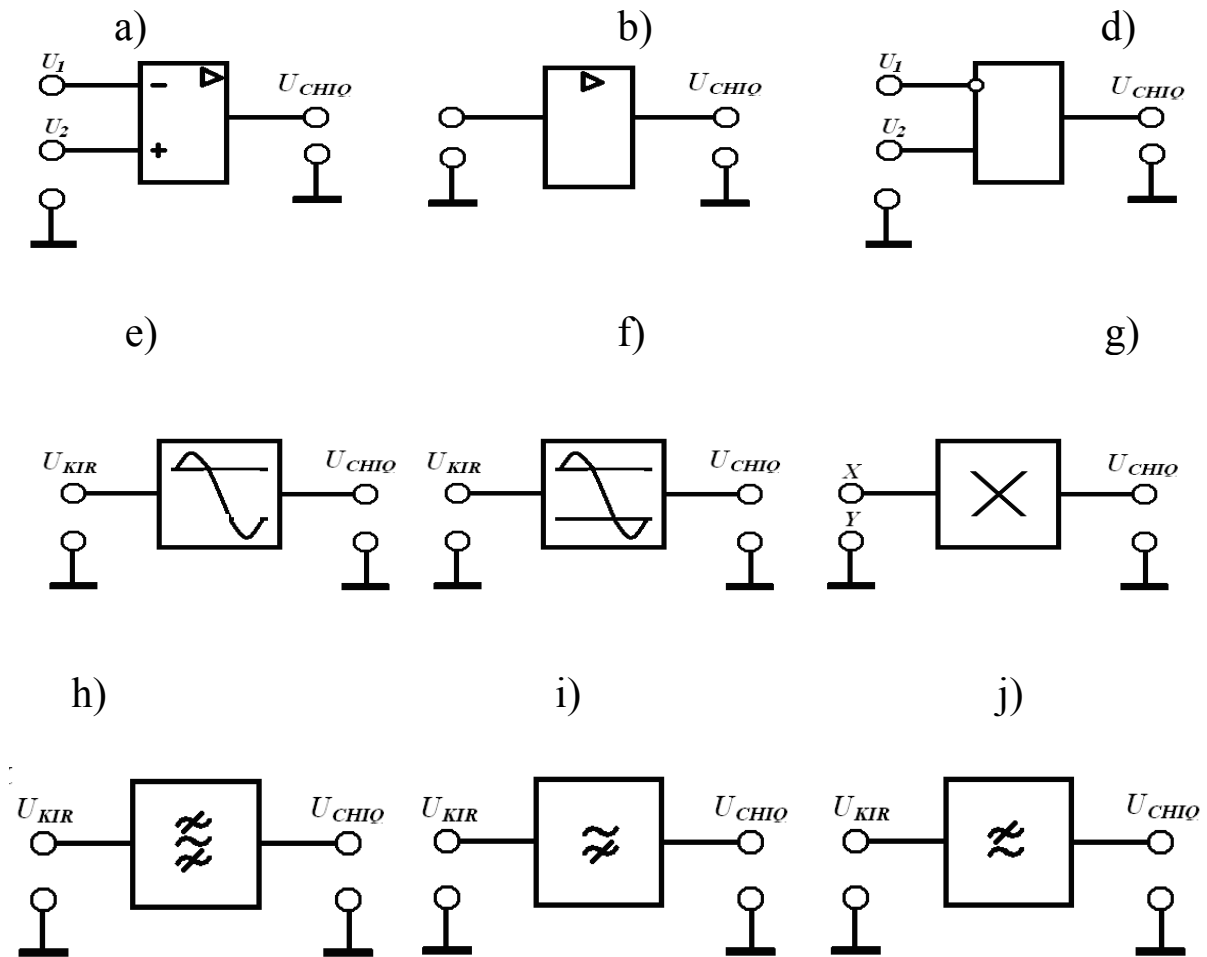 a) b) d)
U1 U1
UCHIQ UCHIQ UCHIQ
−
U2 U2
+
e) f) g)
UKIR UCHIQ UKIR UCHIQ X UCHIQ
Y
h) i) j)
UKIR UCHIQ UKIR UCHIQ UKIR UCHIQ